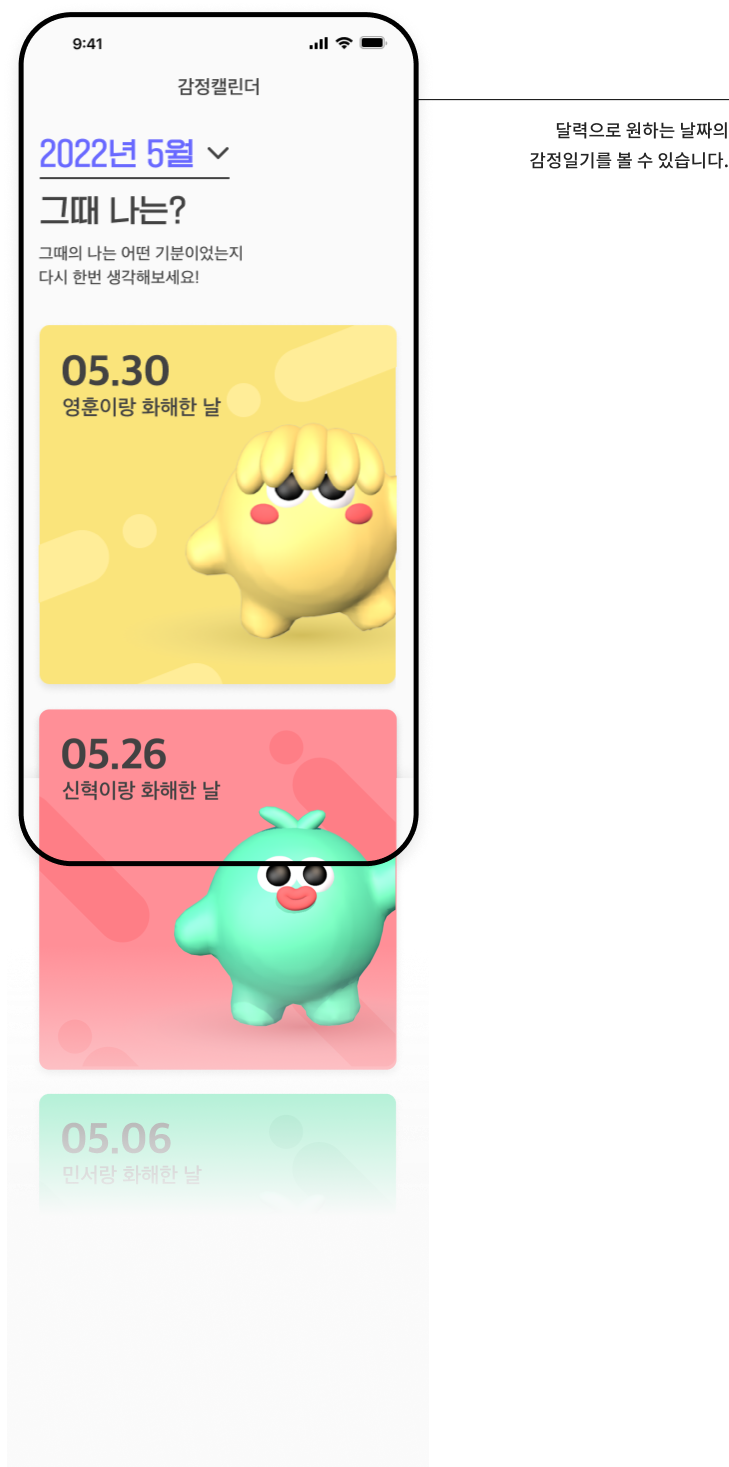 9:41
감정캘린더
2022년 5월
그때 나는?
그때의 나는 어떤 기분이었는지
다시 한번 생각해보세요!
달력으로 원하는 날짜의
감정일기를 볼 수 있습니다.
05.30
영훈이랑 화해한 날
05.26
신혁이랑 화해한 날
05.06
민서랑 화해한 날